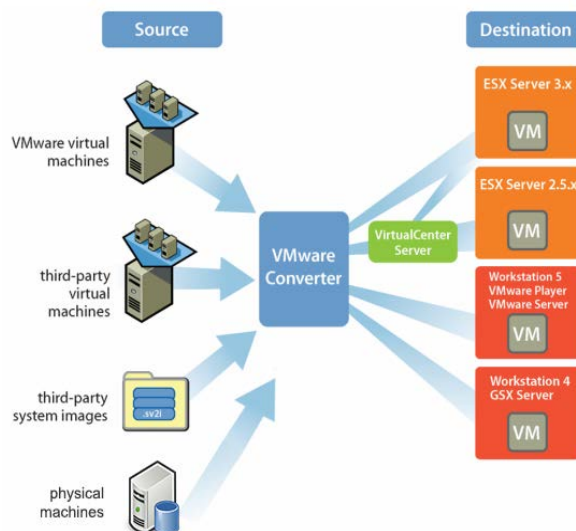 Source
Destination
VMware virtual
machines
third-party
virtual
machines
third-party
system images
.sv2i
physical
machines
VMware
Converter
VirtualCenter
Server
ESX Server 3.x
VM
ESX Server 2.5.x
VM
Workstation 5
VMware Player
VMware Server
VM
Workstation 4
GSX Server
VM